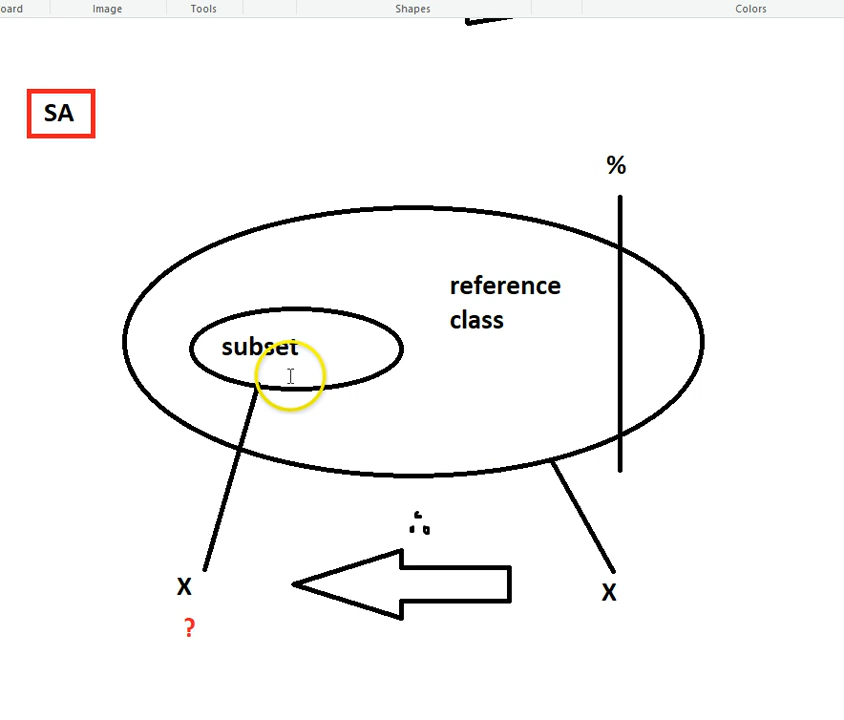 oard Image Tools Shapes Colors
SA
%
reference
class
subset
X
X
?